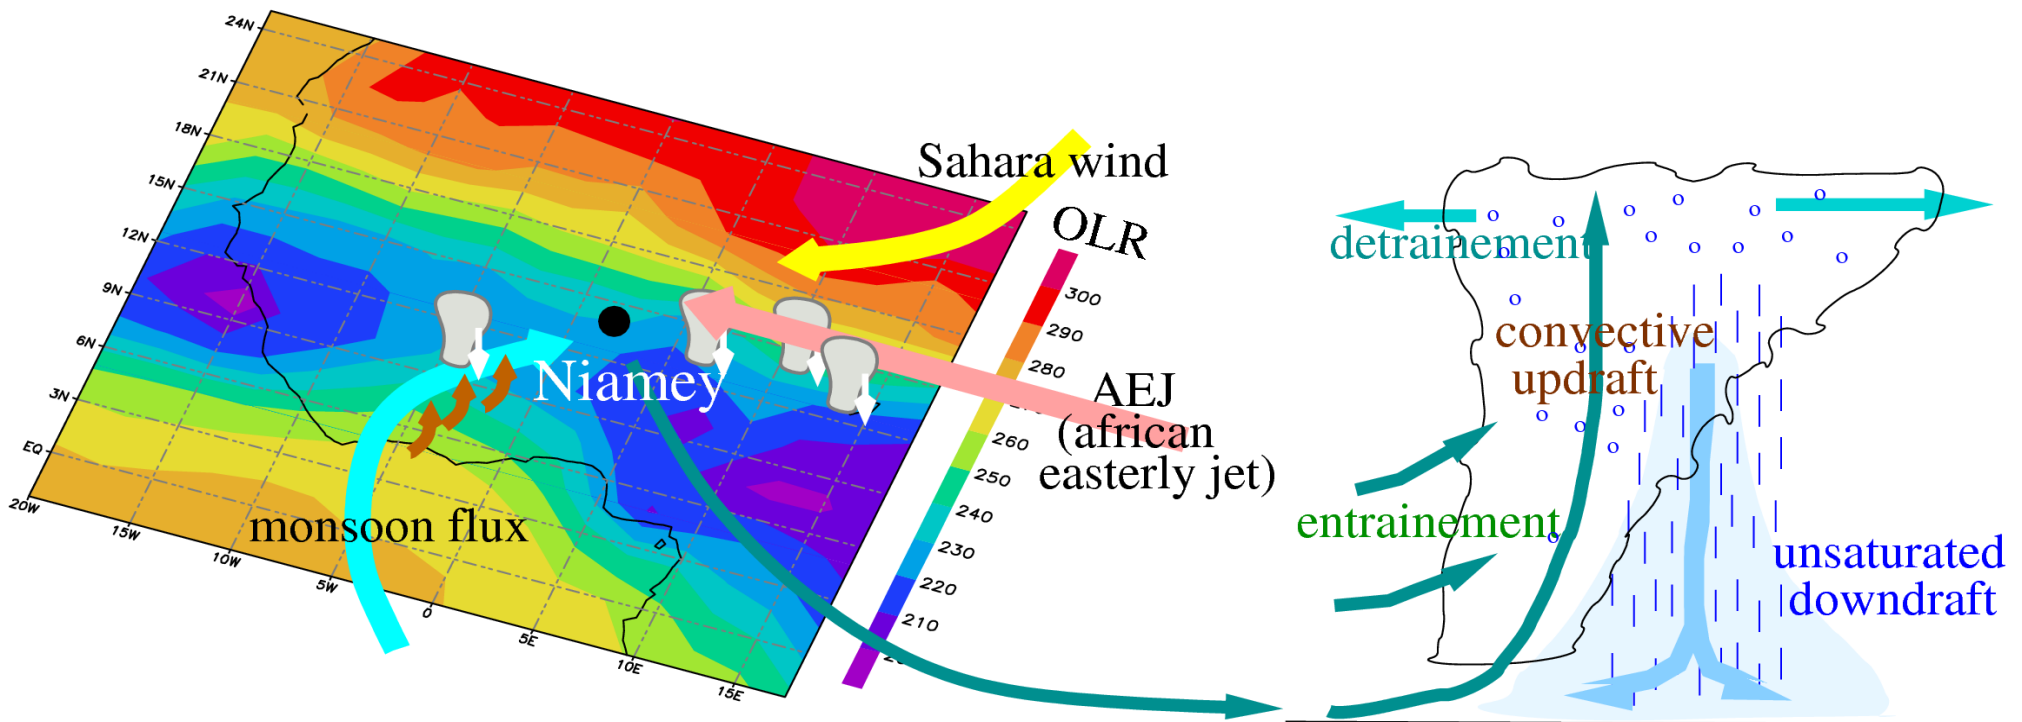 24N
21N
18N
15N
12N
9N
6N
3N
EQ
20W
15W
10W
5W
0
5E
10E
15E
Sahara wind
OLR
300
290
280
260
250
240
230
220
210
Niamey
monsoon flux
AEJ
(african
easterly jet)
detrainement
convective
updraft
entrainement
unsaturated
downdraft